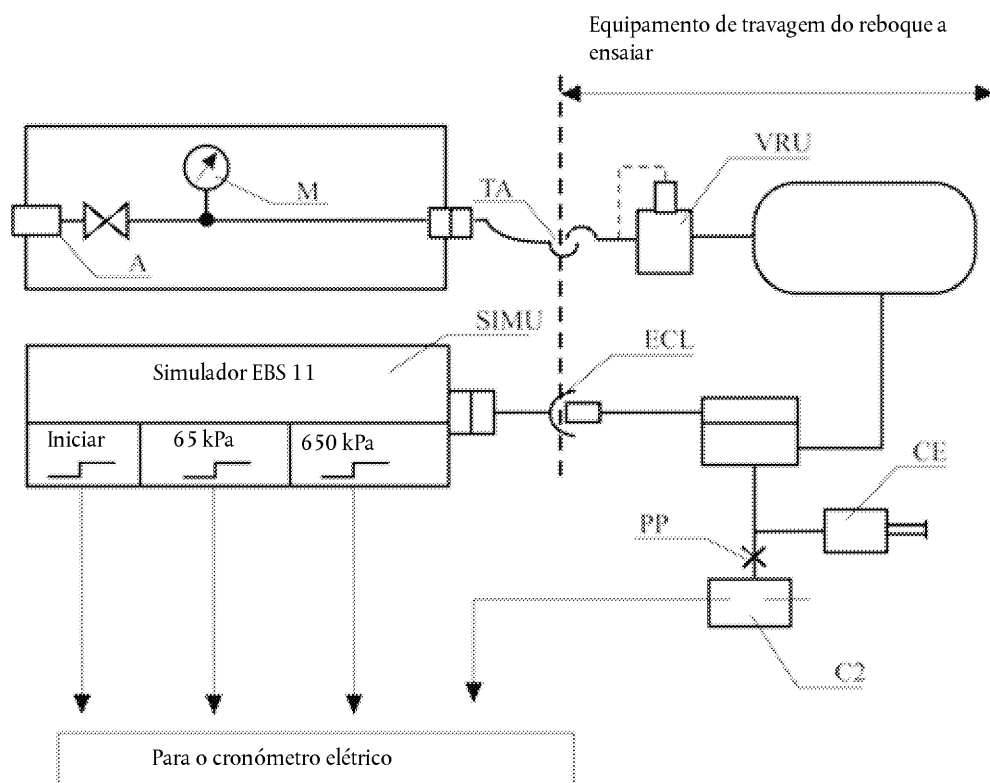 Equipamento de travagem do reboque a
ensaiar
VRU
M
TA
A
SIMU
ECL
Simulador EBS 11
Iniciar
65 kPa
650 kPa
CE
PP
C2
Para o cronómetro elétrico